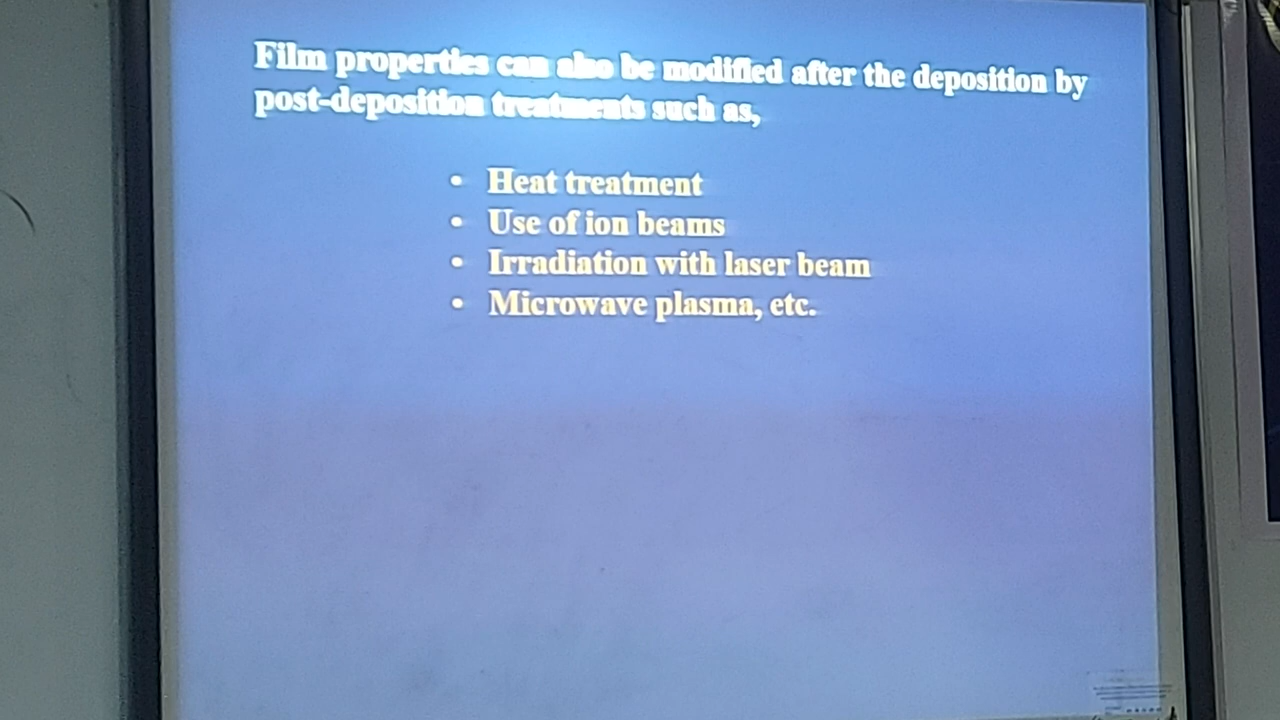 Film properties can also be modified after the deposition by
post-deposition treatments such as,
• Heat treatment
• Use of ion beams
• Irradiation with laser beam
• Microwave plasma, etc.